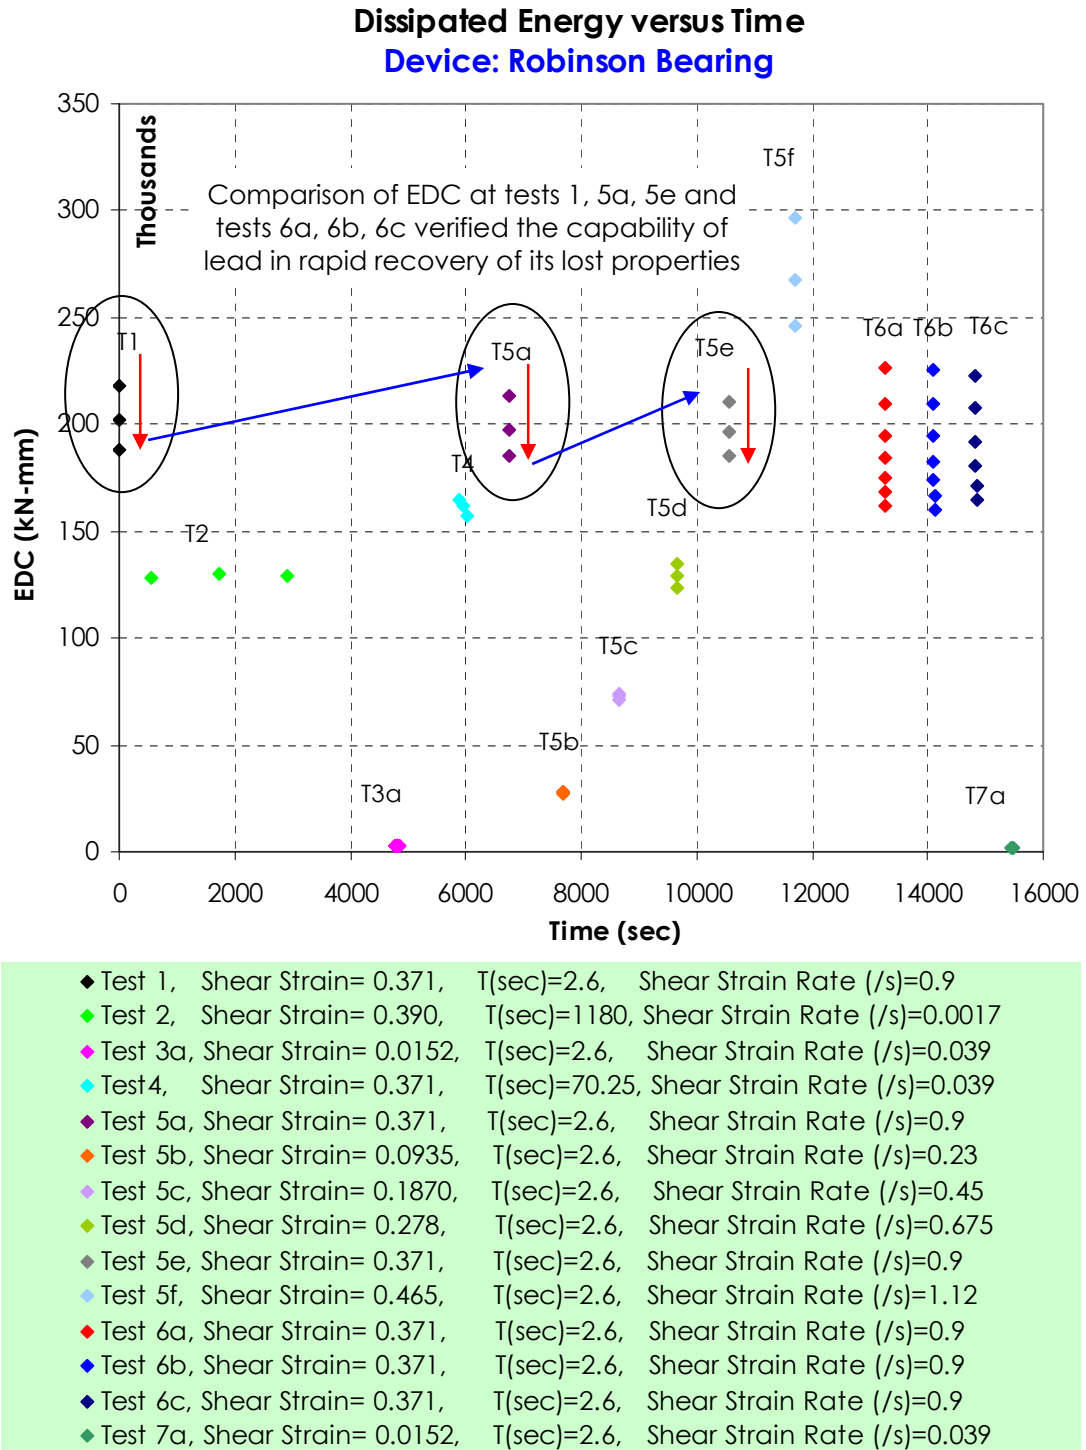 Dissipated Energy versus Time
Device: Robinson Bearing
350
300
250
200
150
100
50
0
Thousands
EDC (kN-mm)
Comparison of EDC at tests 1, 5a, 5e and
tests 6a, 6b, 6c verified the capability of
lead in rapid recovery of its lost properties
T5f
T1
T5a
T5e
T6a
T6b
T6c
T4
T2
T5d
T5c
T5b
T3a
T7a
0
2000
4000
6000
8000
10000
12000
14000
16000
Time (sec)
Test 1, Shear Strain= 0.371, T(sec)=2.6, Shear Strain Rate (/s)=0.9
Test 2, Shear Strain= 0.390, T(sec)=1180, Shear Strain Rate (/s)=0.0017
Test 3a, Shear Strain= 0.0152, T(sec)=2.6, Shear Strain Rate (/s)=0.039
Test4, Shear Strain= 0.371, T(sec)=70.25, Shear Strain Rate (/s)=0.039
Test 5a, Shear Strain= 0.371, T(sec)=2.6, Shear Strain Rate (/s)=0.9
Test 5b, Shear Strain= 0.0935, T(sec)=2.6, Shear Strain Rate (/s)=0.23
Test 5c, Shear Strain= 0.1870, T(sec)=2.6, Shear Strain Rate (/s)=0.45
Test 5d, Shear Strain= 0.278, T(sec)=2.6, Shear Strain Rate (/s)=0.675
Test 5e, Shear Strain= 0.371, T(sec)=2.6, Shear Strain Rate (/s)=0.9
Test 5f, Shear Strain= 0.465, T(sec)=2.6, Shear Strain Rate (/s)=1.12
Test 6a, Shear Strain= 0.371, T(sec)=2.6, Shear Strain Rate (/s)=0.9
Test 6b, Shear Strain= 0.371, T(sec)=2.6, Shear Strain Rate (/s)=0.9
Test 6c, Shear Strain= 0.371, T(sec)=2.6, Shear Strain Rate (/s)=0.9
Test 7a, Shear Strain= 0.0152, T(sec)=2.6, Shear Strain Rate (/s)=0.039